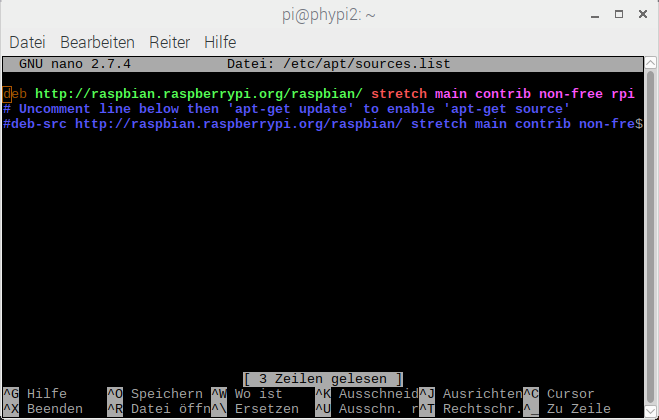 pi@phypi2: ~
Datei Bearbeiten Reiter Hilfe
GNU nano 2.7.4 Datei: /etc/apt/sources.list
deb http://raspbian.raspberrypi.org/raspbian/ stretch main contrib non-free rpi
# Uncomment line below then 'apt-get update' to enable 'apt-get source'
#deb-src http://raspbian.raspberrypi.org/raspbian/ stretch main contrib non-fre$
[ 3 Zeilen gelesen ]
^G Hilfe ^O Speichern ^W Wo ist ^K Ausschneid^J Ausrichten^C Cursor
^X Beenden ^R Datei öffn^\ Ersetzen ^U Ausschn. r^T Rechtschr.^_ Zu Zeile